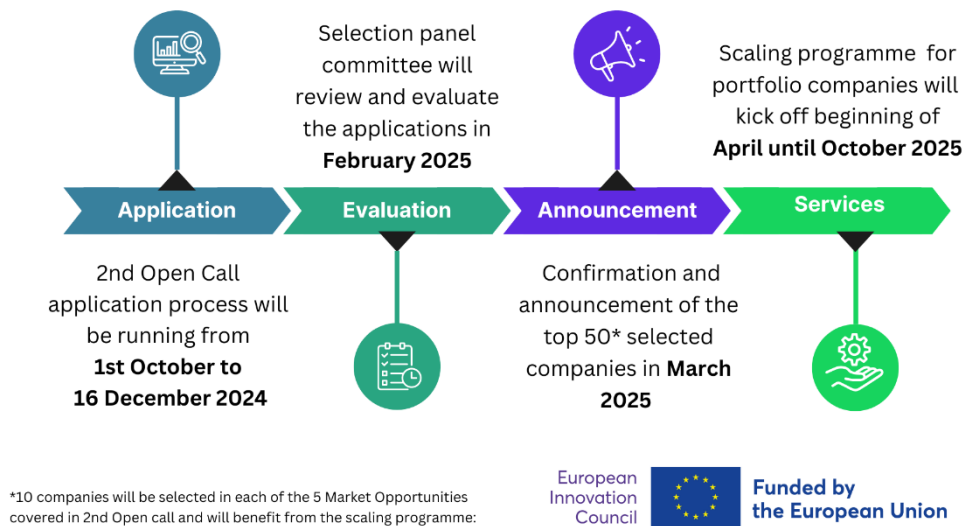 Selection panel
committee will
review and evaluate
the applications in
February 2025
Scaling programme for
portfolio companies will
kick off beginning of
April until October 2025
Application
Evaluation
Announcement
Services
2nd Open Call
application process will
be running from
1st October to
16 December 2024
Confirmation and
announcement of the
top 50* selected
companies in March
2025
*10 companies will be selected in each of the 5 Market Opportunities
covered in 2nd Open call and will benefit from the scaling programme:
European
Innovation
Council
Funded by
the European Union